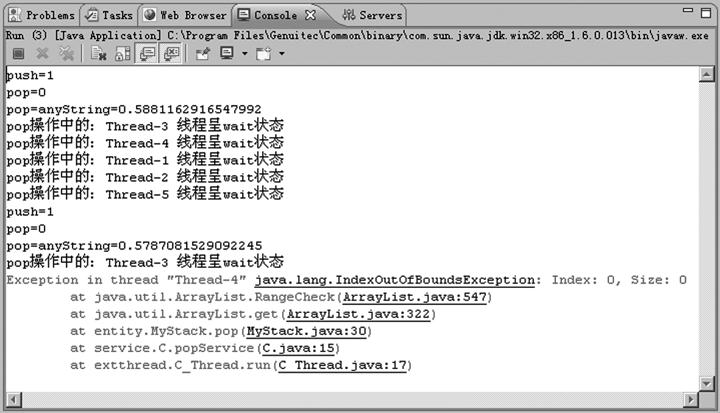 Problems Tasks Web Browser Console Servers
Run (3) [Java Application] C:\Program Files\Genuitec\Common\binary\com.sun.java.jdk.win32.x86_1.6.0.013\bin\javaw.exe
push=1
pop=0
pop=anyString=0.5881162916547992
pop操作中的: Thread-3 线程呈wait状态
pop操作中的: Thread-4 线程呈wait状态
pop操作中的: Thread-1 线程呈wait状态
pop操作中的: Thread-2 线程呈wait状态
pop操作中的: Thread-5 线程呈wait状态
push=1
pop=0
pop=anyString=0.5787081529092245
pop操作中的: Thread-3 线程呈wait状态
Exception in thread "Thread-4" java.lang.IndexOutOfBoundsException: Index: 0, Size: 0
at java.util.ArrayList.RangeCheck(ArrayList.java:547)
at java.util.ArrayList.get(ArrayList.java:322)
at entity.MyStack.pop(MyStack.java:30)
at service.C.popService(C.java:15)
at extthread.C_Thread.run(C_Thread.java:17)